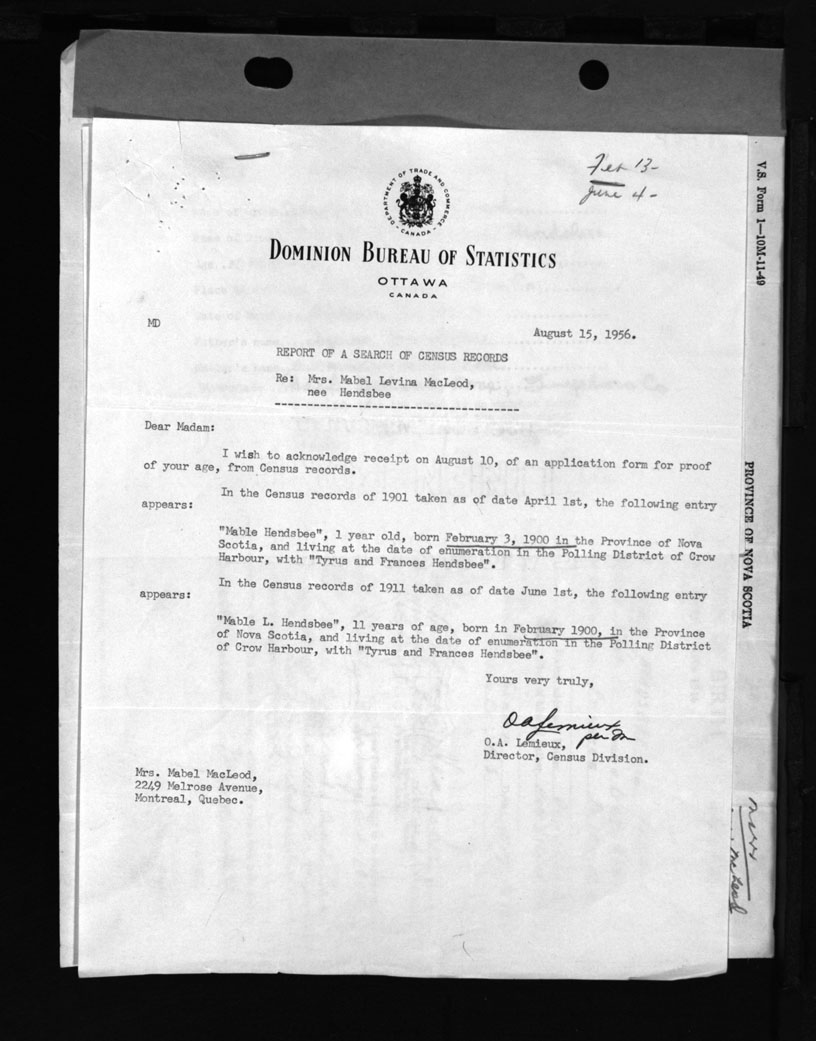 Feb 13-
June 4-
DEPARTMENT OF TRADE AND COMMERCE
- CANADA -
DOMINION BUREAU OF STATISTICS
OTTAWA
CANADA
MD
August 15, 1956.
REPORT OF A SEARCH OF CENSUS RECORDS
Re: Mrs. Mabel Levina MacLeod,
nee Hendsbee
Dear Madam:
I wish to acknowledge receipt on August 10, of an application form for proof
of your age, from Census records.
In the Census records of 1901 taken as of date April 1st, the following entry
appears:
"Mable Hendsbee", 1 year old, born February 3, 1900 in the Province of Nova
Scotia, and living at the date of enumeration in the Polling District of Crow
Harbour, with "Tyrus and Frances Hendsbee".
In the Census records of 1911 taken as of date June 1st, the following entry
appears:
"Mable L. Hendsbee", 11 years of age, born in February 1900, in the Province
of Nova Scotia, and living at the date of enumeration in the Polling District
of Crow Harbour, with "Tyrus and Frances Hendsbee".
Yours very truly,
OALemieux
per
O.A. Lemieux,
Director, Census Division.
Mrs. Mabel MacLeod,
2249 Melrose Avenue,
Montreal, Quebec.
V.S. Form 1—10M-11-49
PROVINCE OF NOVA SCOTIA
McLeod